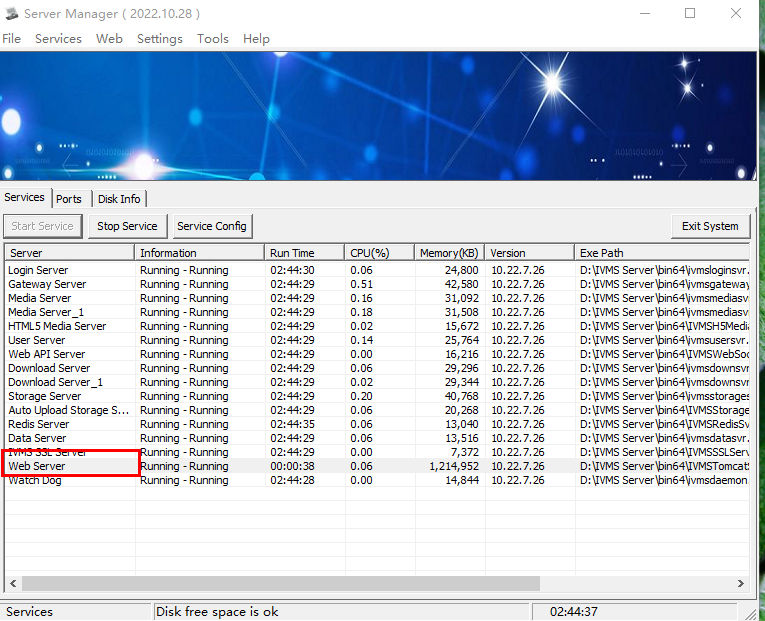 Server Manager ( 2022.10.28 )
File Services Web Settings Tools Help
Services Ports Disk Info
Start Service Stop Service Service Config Exit System
Server Information Run Time CPU(%) Memory(KB) Version Exe Path
Login Server Running - Running 02:44:30 0.06 24,800 10.22.7.26 D:\IVMS Server\bin64\ivmsloginsvr.
Gateway Server Running - Running 02:44:29 0.51 42,580 10.22.7.26 D:\IVMS Server\bin64\ivmsgateway
Media Server Running - Running 02:44:29 0.16 31,092 10.22.7.26 D:\IVMS Server\bin64\ivmsmediasv
Media Server_1 Running - Running 02:44:29 0.18 31,508 10.22.7.26 D:\IVMS Server\bin64\ivmsmediasv
HTML5 Media Server Running - Running 02:44:29 0.02 15,672 10.22.7.26 D:\IVMS Server\bin64\IVMSH5Media
User Server Running - Running 02:44:29 0.14 25,764 10.22.7.26 D:\IVMS Server\bin64\ivmsusersvr.
Web API Server Running - Running 02:44:29 0.00 16,216 10.22.7.26 D:\IVMS Server\bin64\IVMSWebSoc
Download Server Running - Running 02:44:29 0.06 29,296 10.22.7.26 D:\IVMS Server\bin64\ivmsdownsvr
Download Server_1 Running - Running 02:44:29 0.02 29,344 10.22.7.26 D:\IVMS Server\bin64\ivmsdownsvr
Storage Server Running - Running 02:44:29 0.20 40,768 10.22.7.26 D:\IVMS Server\bin64\ivmsstorages
Auto Upload Storage S... Running - Running 02:44:29 0.06 20,268 10.22.7.26 D:\IVMS Server\bin64\IVMSStorage
Redis Server Running - Running 02:44:35 0.06 13,040 10.22.7.26 D:\IVMS Server\bin64\IVMSRedisSv
Data Server Running - Running 02:44:29 0.06 13,516 10.22.7.26 D:\IVMS Server\bin64\ivmsdatasvr.
IVMS SSL Server Running - Running 02:44:29 0.00 7,372 10.22.7.26 D:\IVMS Server\bin64\IVMSSSLServ
Web Server Running - Running 00:00:38 0.06 1,214,952 10.22.7.26 D:\IVMS Server\bin64\IVMSTomcatS
Watch Dog Running - Running 02:44:28 0.00 14,844 10.22.7.26 D:\IVMS Server\bin64\ivmsdaemon.
Services Disk free space is ok 02:44:37